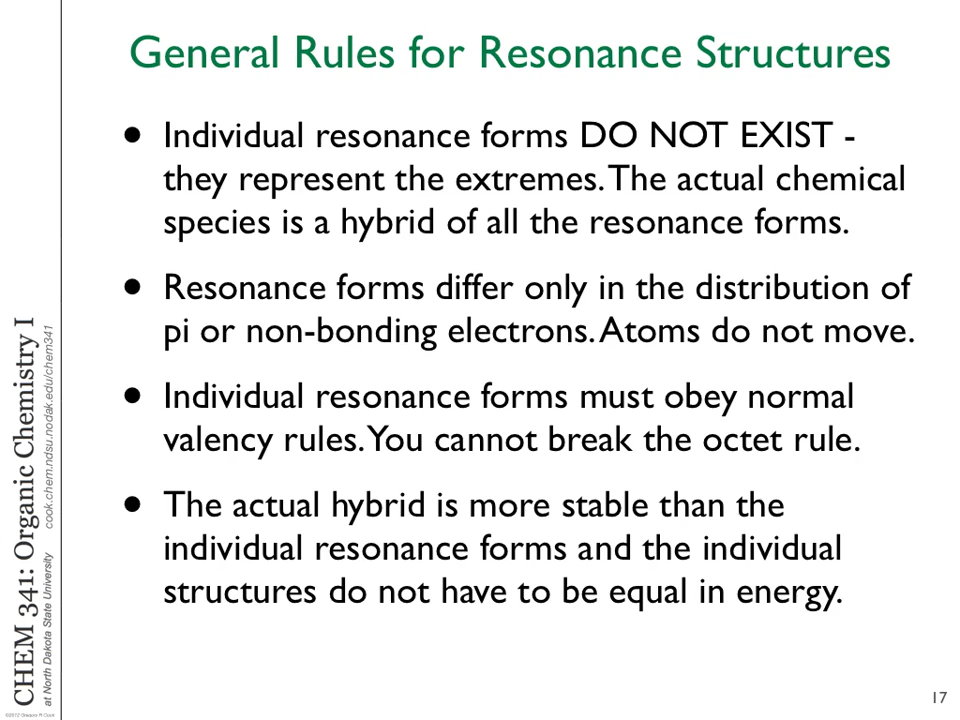 General Rules for Resonance Structures
• Individual resonance forms DO NOT EXIST -
they represent the extremes. The actual chemical
species is a hybrid of all the resonance forms.
• Resonance forms differ only in the distribution of
pi or non-bonding electrons. Atoms do not move.
• Individual resonance forms must obey normal
valency rules. You cannot break the octet rule.
• The actual hybrid is more stable than the
individual resonance forms and the individual
structures do not have to be equal in energy.
CHEM 341: Organic Chemistry I
at North Dakota State University cook.chem.ndsu.nodak.edu/chem341
17